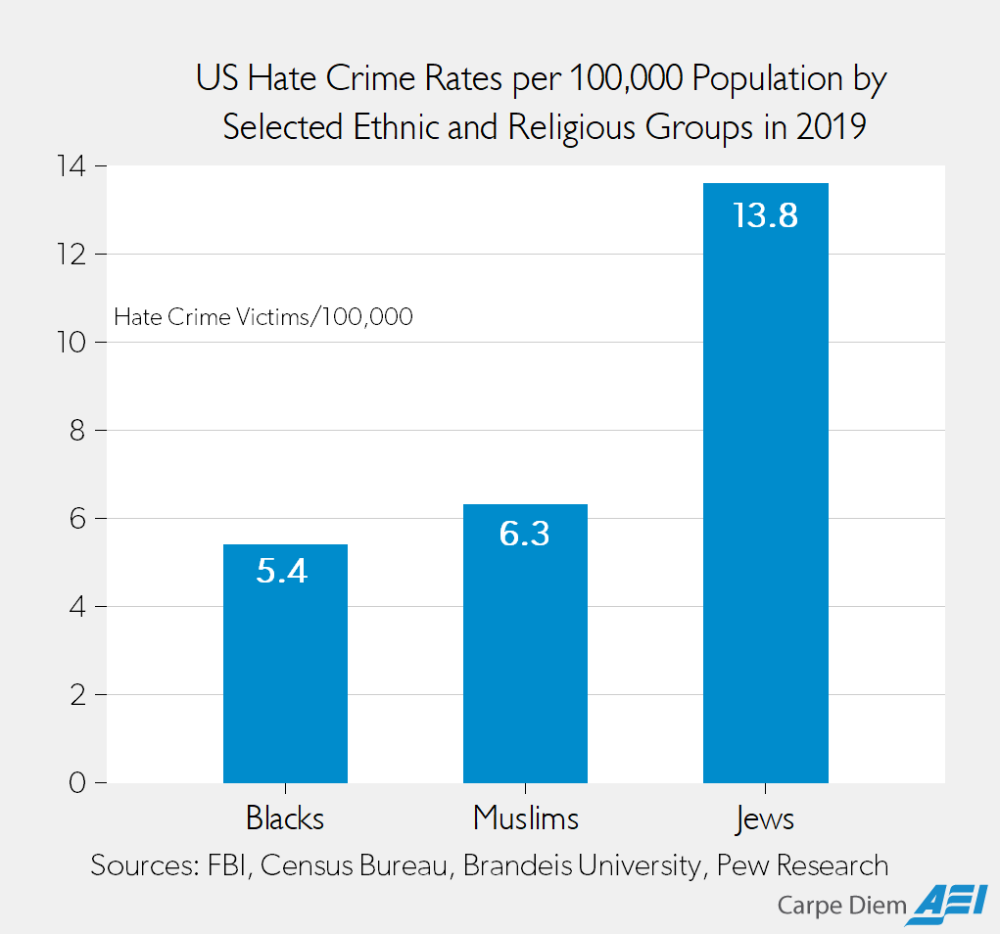 US Hate Crime Rates per 100,000 Population by
Selected Ethnic and Religious Groups in 2019
14
12
Hate Crime Victims/100,000
10
8
6
4
2
0
5.4
6.3
13.8
Blacks
Muslims
Jews
Sources: FBI, Census Bureau, Brandeis University, Pew Research
Carpe Diem AEI